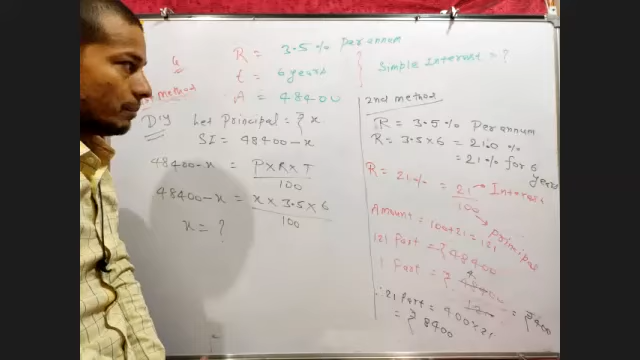 6
R = 3.5% Per annum
t = 6 years
A = 48400
Simple Interest = ?
method
DIY Let Principal = ₹ x
SI = 48400 - x
48400 - x = P × R × T
100
48400 - x = x × 3.5 × 6
100
x = ?
2nd method
R = 3.5% Per annum
R = 3.5 × 6 = 21.0 %
= 21% for 6 years
R = 21% = 21 → Interest
100 → Principal
Amount = 100+21 = 121
121 Part = ₹ 48400
1 Part = ₹ 48400 = ₹400
121
∴ 21 Part = 400×21
= ₹ 8400